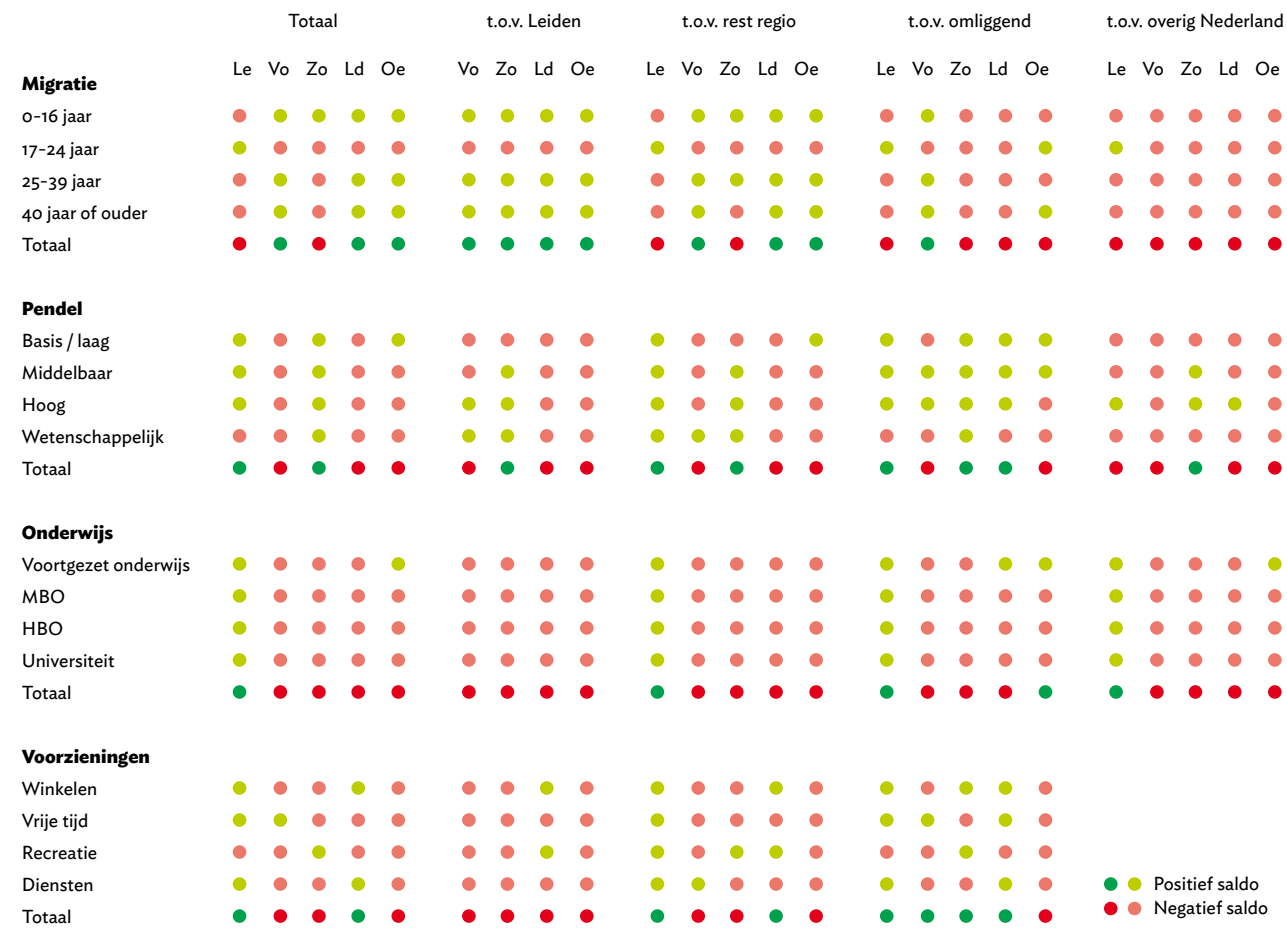 Totaal t.o.v. Leiden t.o.v. rest regio t.o.v. omliggend t.o.v. overig Nederland
Le Vo Zo Ld Oe Vo Zo Ld Oe Le Vo Zo Ld Oe Le Vo Zo Ld Oe Le Vo Zo Ld Oe
Migratie
0-16 jaar
17-24 jaar
25-39 jaar
40 jaar of ouder
Totaal
Pendel
Basis / laag
Middelbaar
Hoog
Wetenschappelijk
Totaal
Onderwijs
Voortgezet onderwijs
MBO
HBO
Universiteit
Totaal
Voorzieningen
Winkelen
Vrije tijd
Recreatie
Diensten
Totaal
Positief saldo
Negatief saldo